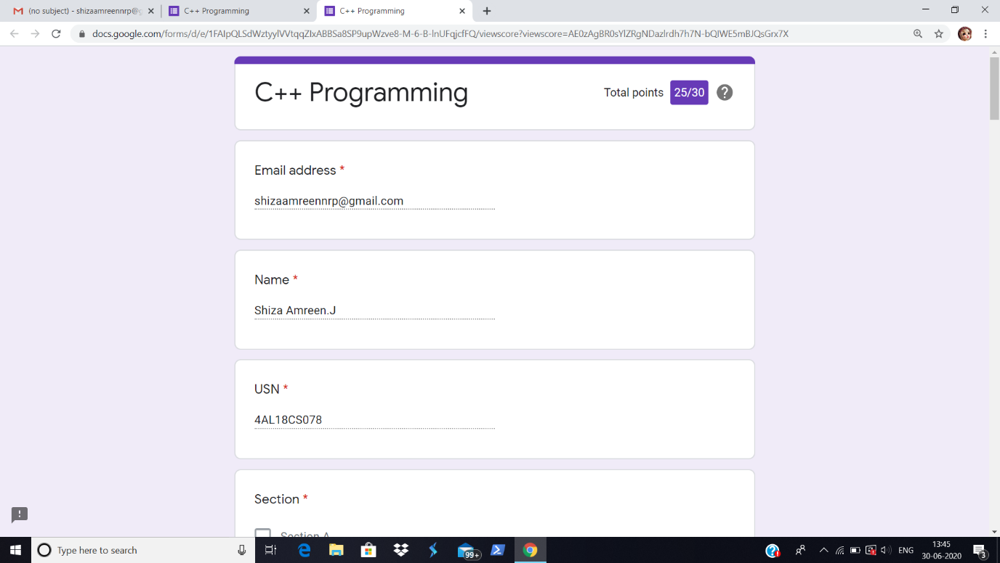 (no subject) - shizaamreennrp@g
C++ Programming
C++ Programming
docs.google.com/forms/d/e/1FAIpQLSdWztyylVVtqqZIxABBSa8SP9upWzve8-M-6-B-lnUFqjcfFQ/viewscore?viewscore=AE0zAgBR0sYlZRgNDazlrdh7h7N-bQIWE5mBJQsGrx7X
C++ Programming
Total points 25/30
Email address *
shizaamreennrp@gmail.com
Name *
Shiza Amreen.J
USN *
4AL18CS078
Section *
Section A
Type here to search
99+
ENG
13:45
30-06-2020
3